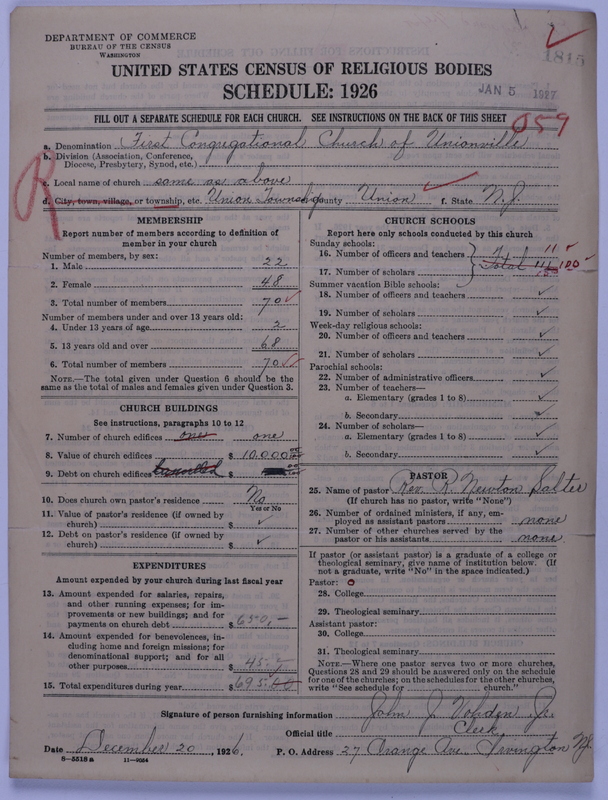 DEPARTMENT OF COMMERCE
BUREAU OF THE CENSUS
WASHINGTON
1815
UNITED STATES CENSUS OF RELIGIOUS BODIES
SCHEDULE: 1926
JAN 5 1927
FILL OUT A SEPARATE SCHEDULE FOR EACH CHURCH. SEE INSTRUCTIONS ON THE BACK OF THIS SHEET
059
a. Denomination First Congregational Church of Unionville
b. Division (Association, Conference, Diocese, Presbytery, Synod, etc.)
c. Local name of church same as above
d. City, town, village, or township, etc. Union Township County Union f. State N.J.
R
MEMBERSHIP
Report number of members according to definition of
member in your church
Number of members, by sex:
1. Male 22
2. Female 48
3. Total number of members 70
Number of members under and over 13 years old:
4. Under 13 years of age 2
5. 13 years old and over 68
6. Total number of members 70
NOTE.—The total given under Question 6 should be
same as the total of males and females given under Question 3.
CHURCH BUILDINGS
See instructions, paragraphs 10 to 12
7. Number of church edifices one one
8. Value of church edifices $ 10,000
9. Debt on church edifices $
10. Does church own pastor's residence No
Yes or No
11. Value of pastor's residence (if owned by
church) $
12. Debt on pastor's residence (if owned by
church) $
EXPENDITURES
Amount expended by your church during last fiscal year
13. Amount expended for salaries, repairs,
and other running expenses; for im-
provements or new buildings; and for
payments on church debt $ 650.-
14. Amount expended for benevolences, in-
cluding home and foreign missions; for
denominational support; and for all
other purposes $
15. Total expenditures during year $
CHURCH SCHOOLS
Report here only schools conducted by this church
Sunday schools:
16. Number of officers and teachers 11
17. Number of scholars Total 100
Summer vacation Bible schools:
18. Number of officers and teachers
19. Number of scholars
Week-day religious schools:
20. Number of officers and teachers
21. Number of scholars
Parochial schools:
22. Number of administrative officers
23. Number of teachers—
a. Elementary (grades 1 to 8)
b. Secondary
24. Number of scholars—
a. Elementary (grades 1 to 8)
b. Secondary
PASTOR
25. Name of pastor Rev. R. Newton Salter
(If church has no pastor, write "None")
26. Number of ordained ministers, if any, em-
ployed as assistant pastors none
27. Number of other churches served by the
pastor or his assistants none
If pastor (or assistant pastor) is a graduate of a college or
theological seminary, give name of institution below. (If
not a graduate, write "No" in the space indicated.)
Pastor:
28. College
29. Theological seminary
Assistant pastor:
30. College
31. Theological seminary
NOTE.—Where one pastor serves two or more churches,
Questions 28 and 29 should be answered only on the schedule
for one of the churches; on the schedules for the other churches,
write "See schedule for church."
Signature of person furnishing information John J. Jr.
Official title Clerk
Date December 20, 1926. P. O. Address 27 Orange Ave. Irvington N.J.
8—5518 a 11—9064